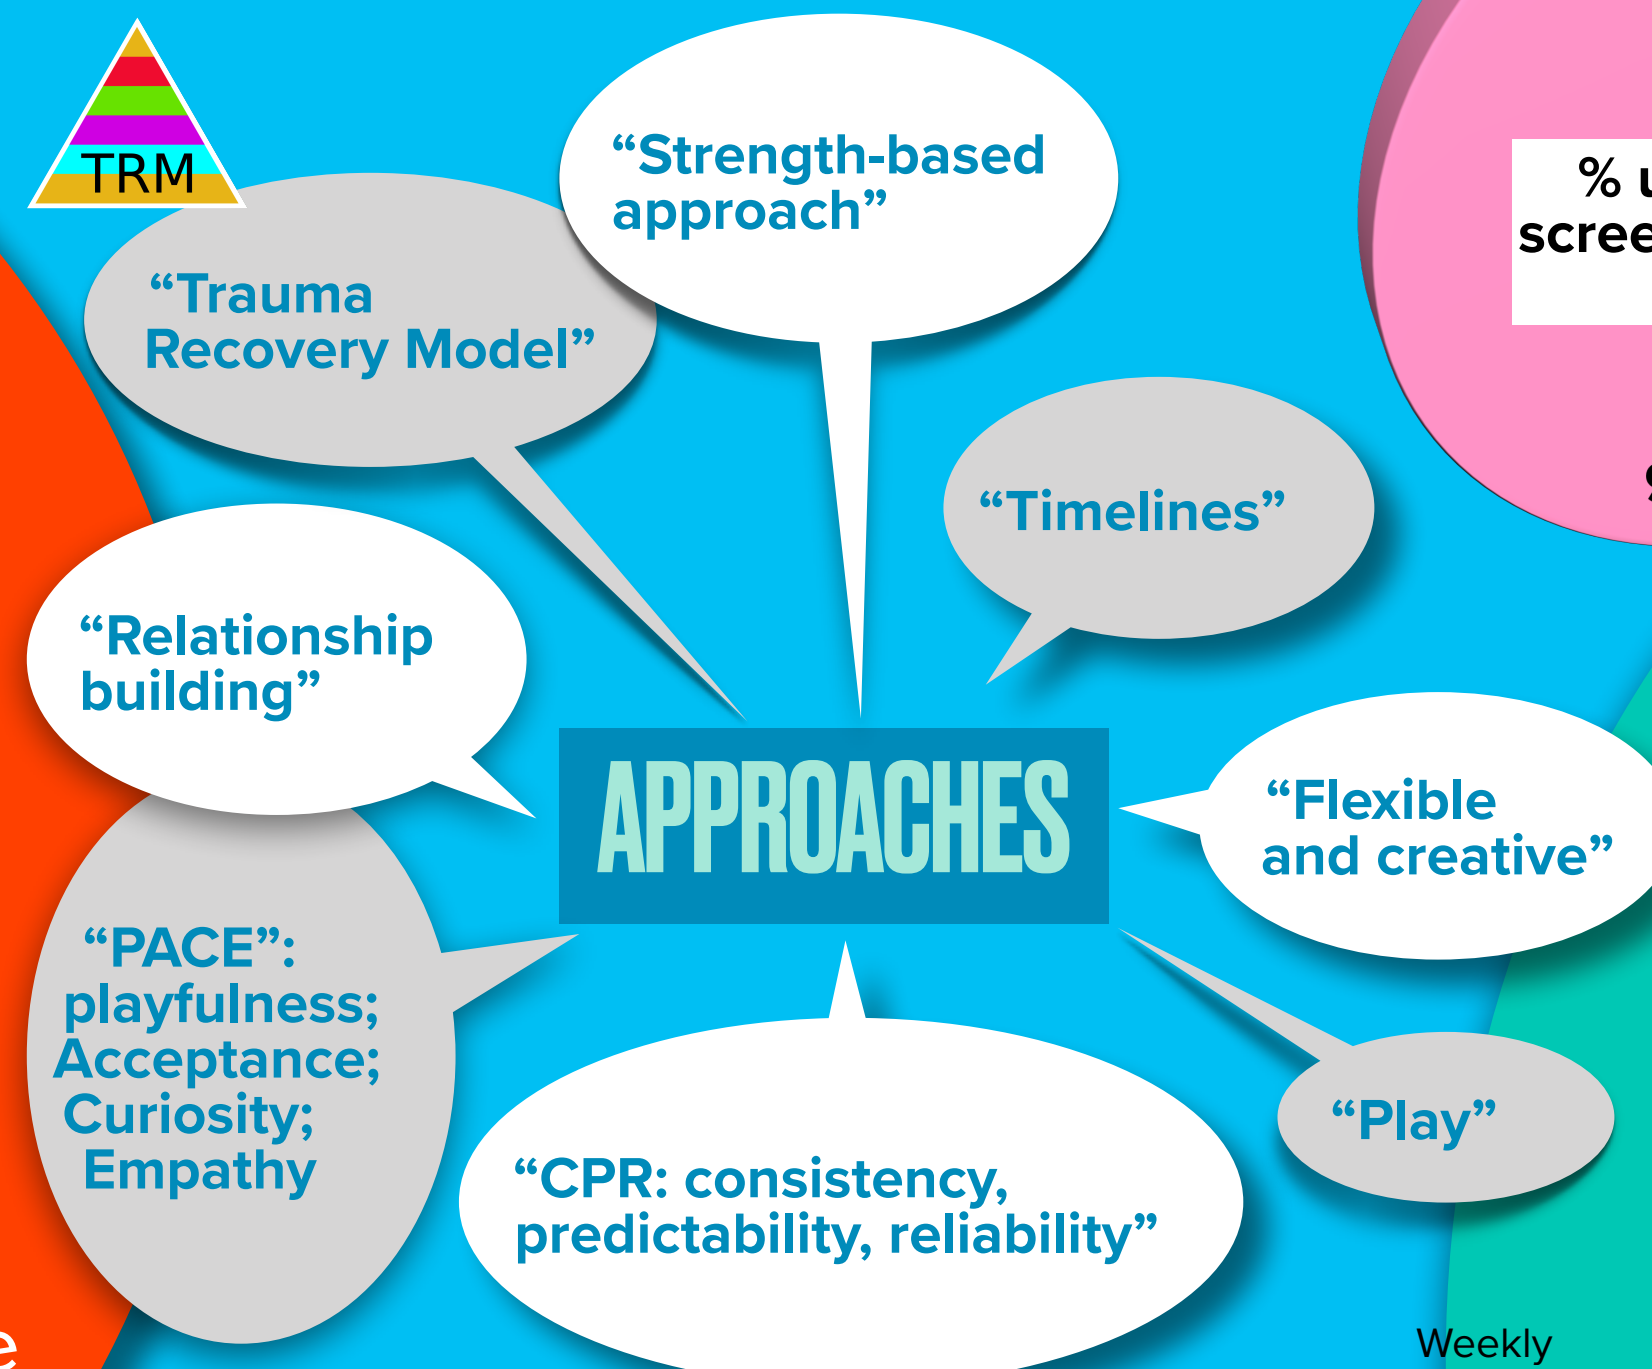 TRM
“Strength-based
approach”
“Trauma
Recovery Model”
“Timelines”
“Relationship
building”
APPROACHES
“Flexible
and creative”
“PACE”:
playfulness;
Acceptance;
Curiosity;
Empathy
“CPR: consistency,
predictability, reliability”
“Play”
Weekly
%